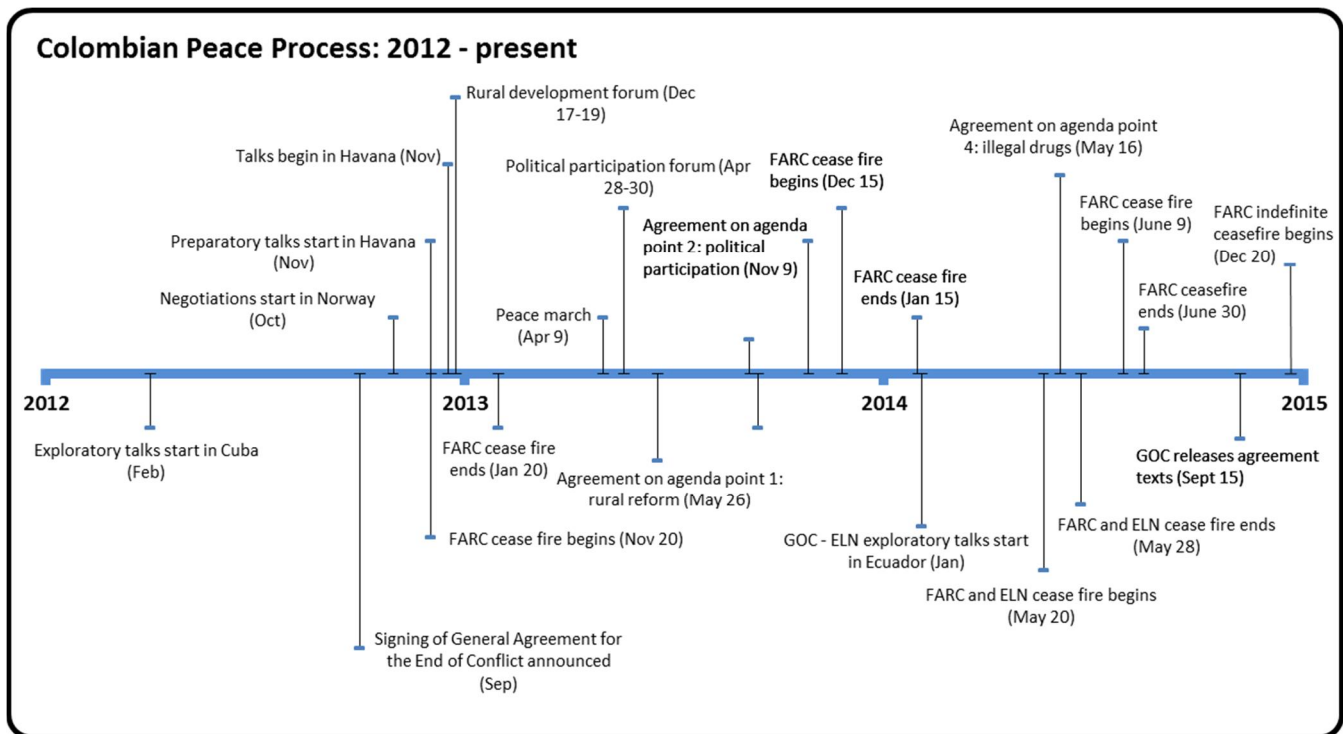 Colombian Peace Process: 2012 - present
Rural development forum (Dec
17-19)
Talks begin in Havana (Nov)
Preparatory talks start in Havana
(Nov)
Negotiations start in Norway
(Oct)
Political participation forum (Apr
28-30)
Peace march
(Apr 9)
FARC cease fire
begins (Dec 15)
Agreement on agenda
point 2: political
participation (Nov 9)
FARC cease fire
ends (Jan 15)
Agreement on agenda point
4: illegal drugs (May 16)
FARC cease fire
begins (June 9)
FARC ceasefire
ends (June 30)
FARC indefinite
ceasefire begins
(Dec 20)
2012
2013
2014
2015
Exploratory talks start in Cuba
(Feb)
FARC cease fire
ends (Jan 20)
FARC cease fire begins (Nov 20)
Signing of General Agreement for
the End of Conflict announced
(Sep)
Agreement on agenda point 1:
rural reform (May 26)
GOC - ELN exploratory talks start
in Ecuador (Jan)
FARC and ELN cease fire begins
(May 20)
FARC and ELN cease fire ends
(May 28)
GOC releases agreement
texts (Sept 15)